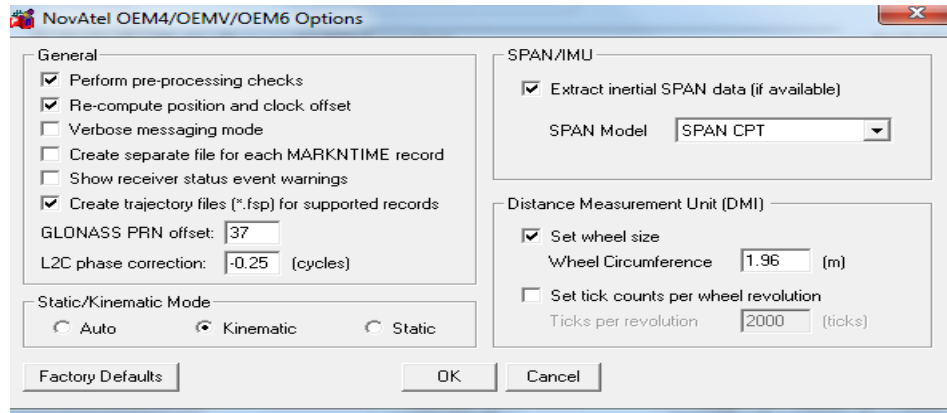 NovAtel OEM4/OEMV/OEM6 Options
General
Perform pre-processing checks
Re-compute position and clock offset
Verbose messaging mode
Create separate file for each MARKNTIME record
Show receiver status event warnings
Create trajectory files (*.fsp) for supported records
GLONASS PRN offset: 37
L2C phase correction: -0.25 (cycles)
Static/Kinematic Mode
Auto Kinematic Static
SPAN/IMU
Extract inertial SPAN data (if available)
SPAN Model SPAN CPT
Distance Measurement Unit (DMI)
Set wheel size
Wheel Circumference 1.96 (m)
Set tick counts per wheel revolution
Ticks per revolution 2000 (ticks)
Factory Defaults OK Cancel